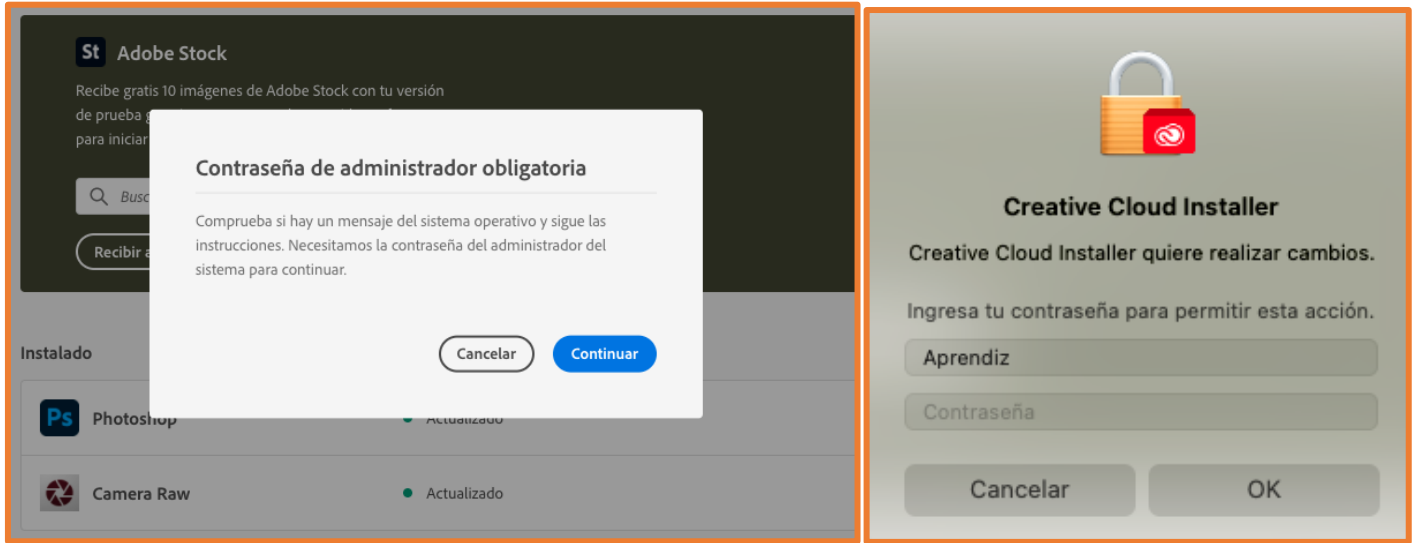 St Adobe Stock
Recibe gratis 10 imágenes de Adobe Stock con tu versión
de prueba
para iniciar
Contraseña de administrador obligatoria
Comprueba si hay un mensaje del sistema operativo y sigue las
instrucciones. Necesitamos la contraseña del administrador del
sistema para continuar.
Busc
Recibir a
Cancelar Continuar
Instalado
Ps Photoshop Actualizado
Camera Raw Actualizado
Creative Cloud Installer
Creative Cloud Installer quiere realizar cambios.
Ingresa tu contraseña para permitir esta acción.
Aprendiz
Contraseña
Cancelar OK